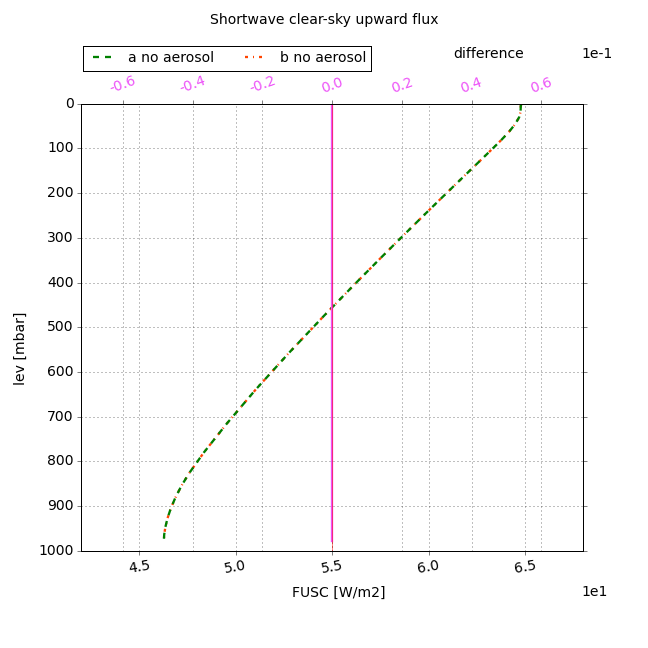 Shortwave clear-sky upward flux
a no aerosol b no aerosol difference 1e-1
-0.6 -0.4 -0.2 0.0 0.2 0.4 0.6
0
100
200
300
400
500
600
700
800
900
1000
lev [mbar]
4.5 5.0 5.5 6.0 6.5
FUSC [W/m2] 1e1